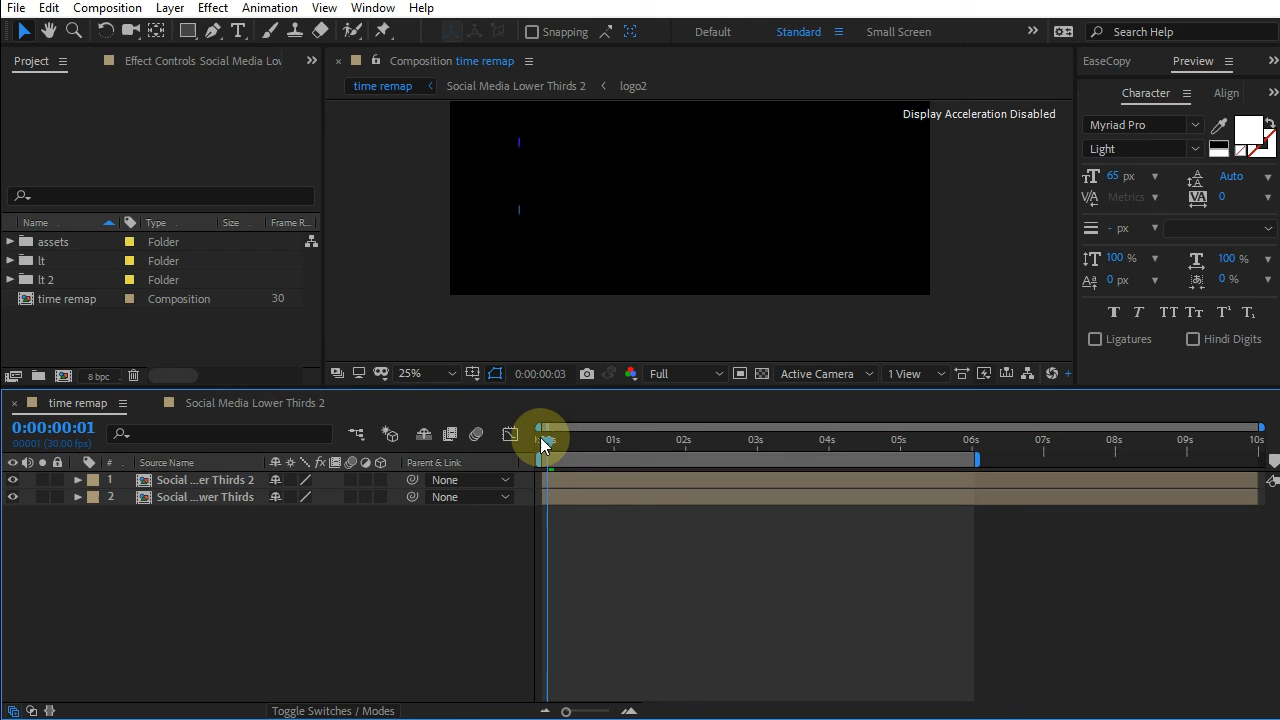 File Edit Composition Layer Effect Animation View Window Help
Snapping Default Standard Small Screen Search Help
Project Effect Controls Social Media Lov Composition time remap EaseCopy Preview
time remap Social Media Lower Thirds 2 logo2 Character Align
Display Acceleration Disabled
Myriad Pro
Light
65 px Auto
Metrics 0
Name Type Size Frame R...
- px
assets Folder
lt Folder
100 % 100 %
lt 2 Folder
0 px 0 %
time remap Composition 30
Ligatures Hindi Digits
8 bpc 25% 0:00:00:03 Full Active Camera 1 View
time remap Social Media Lower Thirds 2
0:00:00:01
00001 (30.00 fps)
01s 02s 03s 04s 05s 06s 07s 08s 09s 10s
# Source Name Parent & Link
1 Social ...er Thirds 2 None
2 Social ...wer Thirds None
Toggle Switches / Modes